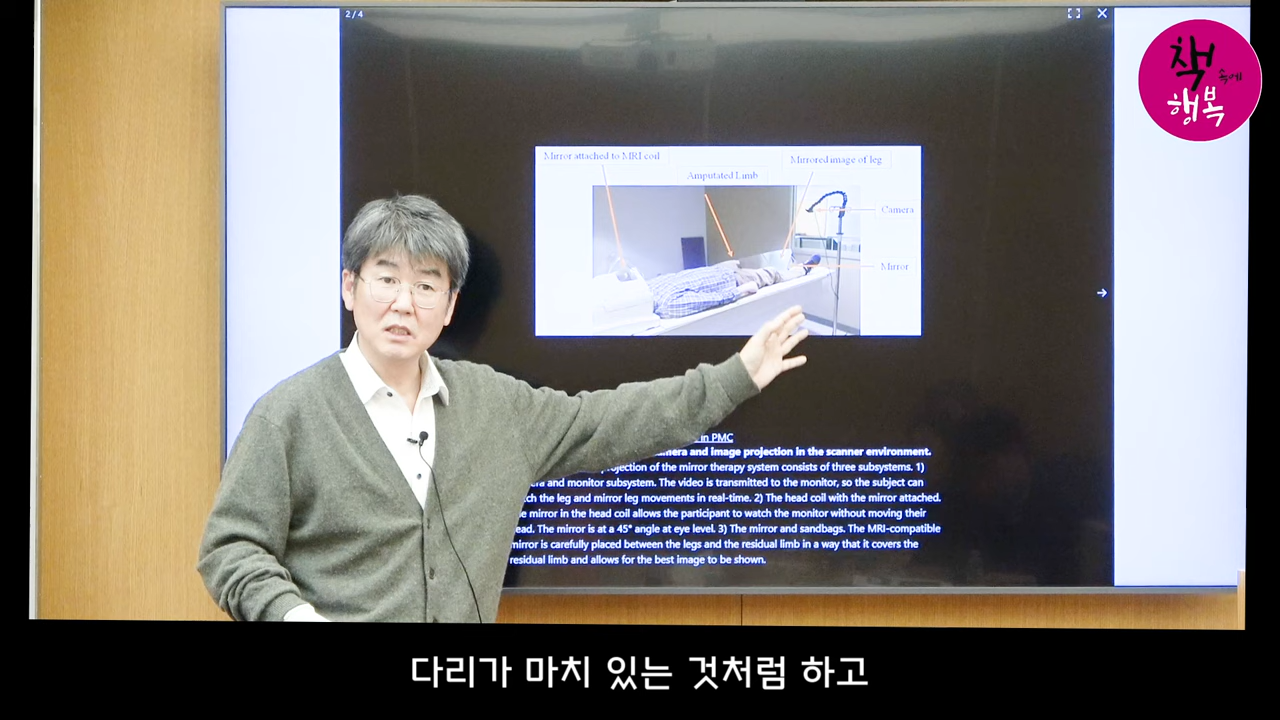 2/4
책
속에
행복
Mirror attached to MRI coil
Mirrored image of leg
Amputated Limb
Camera
Mirror
in PMC
and image projection in the scanner environment.
of the mirror therapy system consists of three subsystems. 1)
and monitor subsystem. The video is transmitted to the monitor, so the subject can
the leg and mirror leg movements in real-time. 2) The head coil with the mirror attached.
mirror in the head coil allows the participant to watch the monitor without moving their
The mirror is at a 45° angle at eye level. 3) The mirror and sandbags. The MRI-compatible
mirror is carefully placed between the legs and the residual limb in a way that it covers the
residual limb and allows for the best image to be shown.
다리가 마치 있는 것처럼 하고